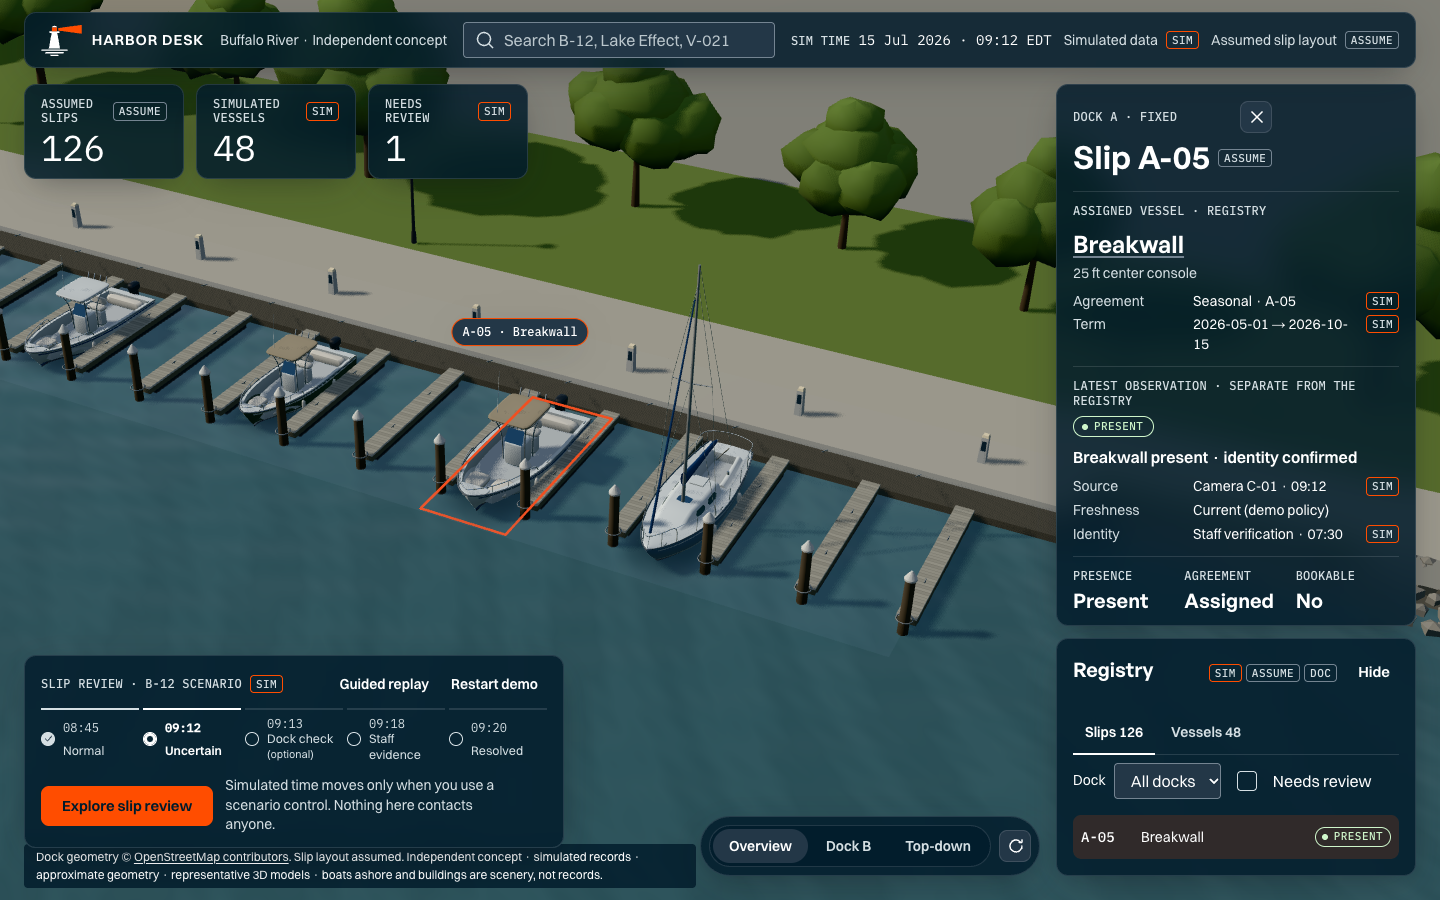 HARBOR DESK
Buffalo River · Independent concept
Search B-12, Lake Effect, V-021
SIM TIME 15 Jul 2026 · 09:12 EDT
Simulated data SIM
Assumed slip layout ASSUME
ASSUMED
SLIPS
ASSUME
126
SIMULATED
VESSELS
SIM
48
NEEDS
REVIEW
SIM
1
A-05 · Breakwall
DOCK A · FIXED
Slip A-05 ASSUME
ASSIGNED VESSEL · REGISTRY
Breakwall
25 ft center console
Agreement Seasonal · A-05 SIM
Term 2026-05-01 → 2026-10- SIM
15
LATEST OBSERVATION · SEPARATE FROM THE
REGISTRY
PRESENT
Breakwall present · identity confirmed
Source Camera C-01 · 09:12 SIM
Freshness Current (demo policy)
Identity Staff verification · 07:30 SIM
PRESENCE AGREEMENT BOOKABLE
Present Assigned No
Registry SIM ASSUME DOC Hide
Slips 126 Vessels 48
Dock All docks Needs review
A-05 Breakwall PRESENT
SLIP REVIEW · B-12 SCENARIO SIM Guided replay Restart demo
08:45
Normal
09:12
Uncertain
09:13
Dock check
(optional)
09:18
Staff
evidence
09:20
Resolved
Explore slip review
Simulated time moves only when you use a
scenario control. Nothing here contacts
anyone.
Dock geometry © OpenStreetMap contributors. Slip layout assumed. Independent concept · simulated records ·
approximate geometry · representative 3D models · boats ashore and buildings are scenery, not records.
Overview Dock B Top-down